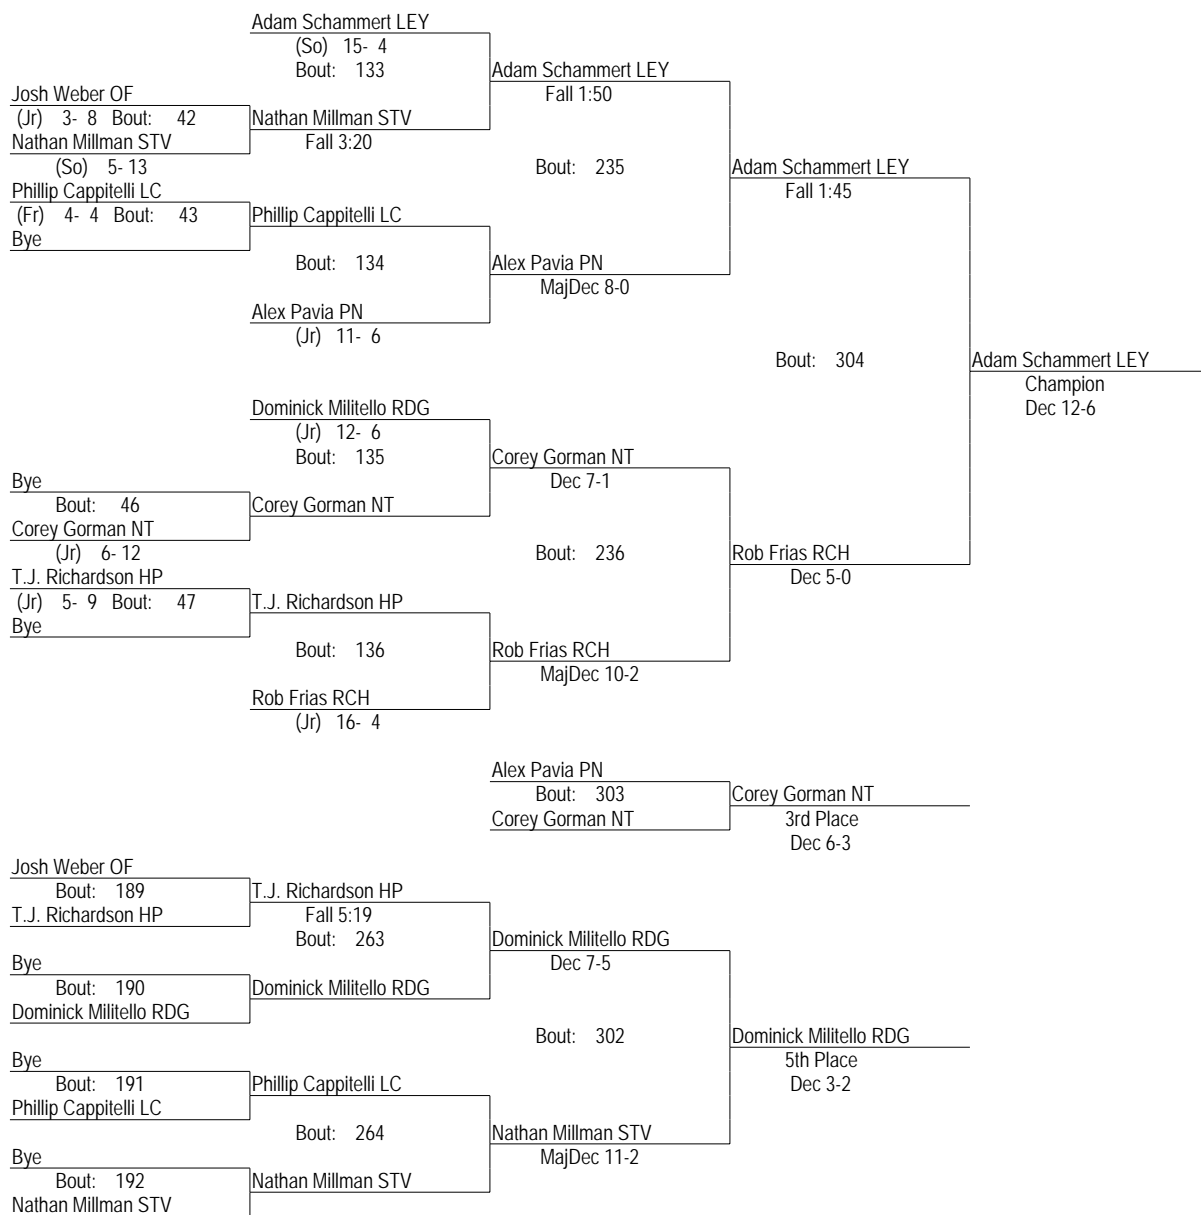 Adam Schammert LEY
(So) 15- 4
Bout: 133
Adam Schammert LEY
Fall 1:50
Josh Weber OF
(Jr) 3- 8 Bout: 42
Nathan Millman STV
Nathan Millman STV
Fall 3:20
(So) 5- 13
Bout: 235
Adam Schammert LEY
Fall 1:45
Phillip Cappitelli LC
(Fr) 4- 4 Bout: 43
Phillip Cappitelli LC
Bye
Bout: 134
Alex Pavia PN
MajDec 8-0
Alex Pavia PN
(Jr) 11- 6
Bout: 304
Adam Schammert LEY
Champion
Dec 12-6
Dominick Militello RDG
(Jr) 12- 6
Bout: 135
Corey Gorman NT
Dec 7-1
Bye
Bout: 46
Corey Gorman NT
Corey Gorman NT
(Jr) 6- 12
Bout: 236
Rob Frias RCH
Dec 5-0
T.J. Richardson HP
(Jr) 5- 9 Bout: 47
T.J. Richardson HP
Bye
Bout: 136
Rob Frias RCH
MajDec 10-2
Rob Frias RCH
(Jr) 16- 4
Alex Pavia PN
Bout: 303
Corey Gorman NT
Corey Gorman NT
3rd Place
Dec 6-3
Josh Weber OF
Bout: 189
T.J. Richardson HP
T.J. Richardson HP
Fall 5:19
Bout: 263
Dominick Militello RDG
Dec 7-5
Bye
Bout: 190
Dominick Militello RDG
Dominick Militello RDG
Bout: 302
Dominick Militello RDG
5th Place
Dec 3-2
Bye
Bout: 191
Phillip Cappitelli LC
Phillip Cappitelli LC
Bout: 264
Nathan Millman STV
MajDec 11-2
Bye
Bout: 192
Nathan Millman STV
Nathan Millman STV